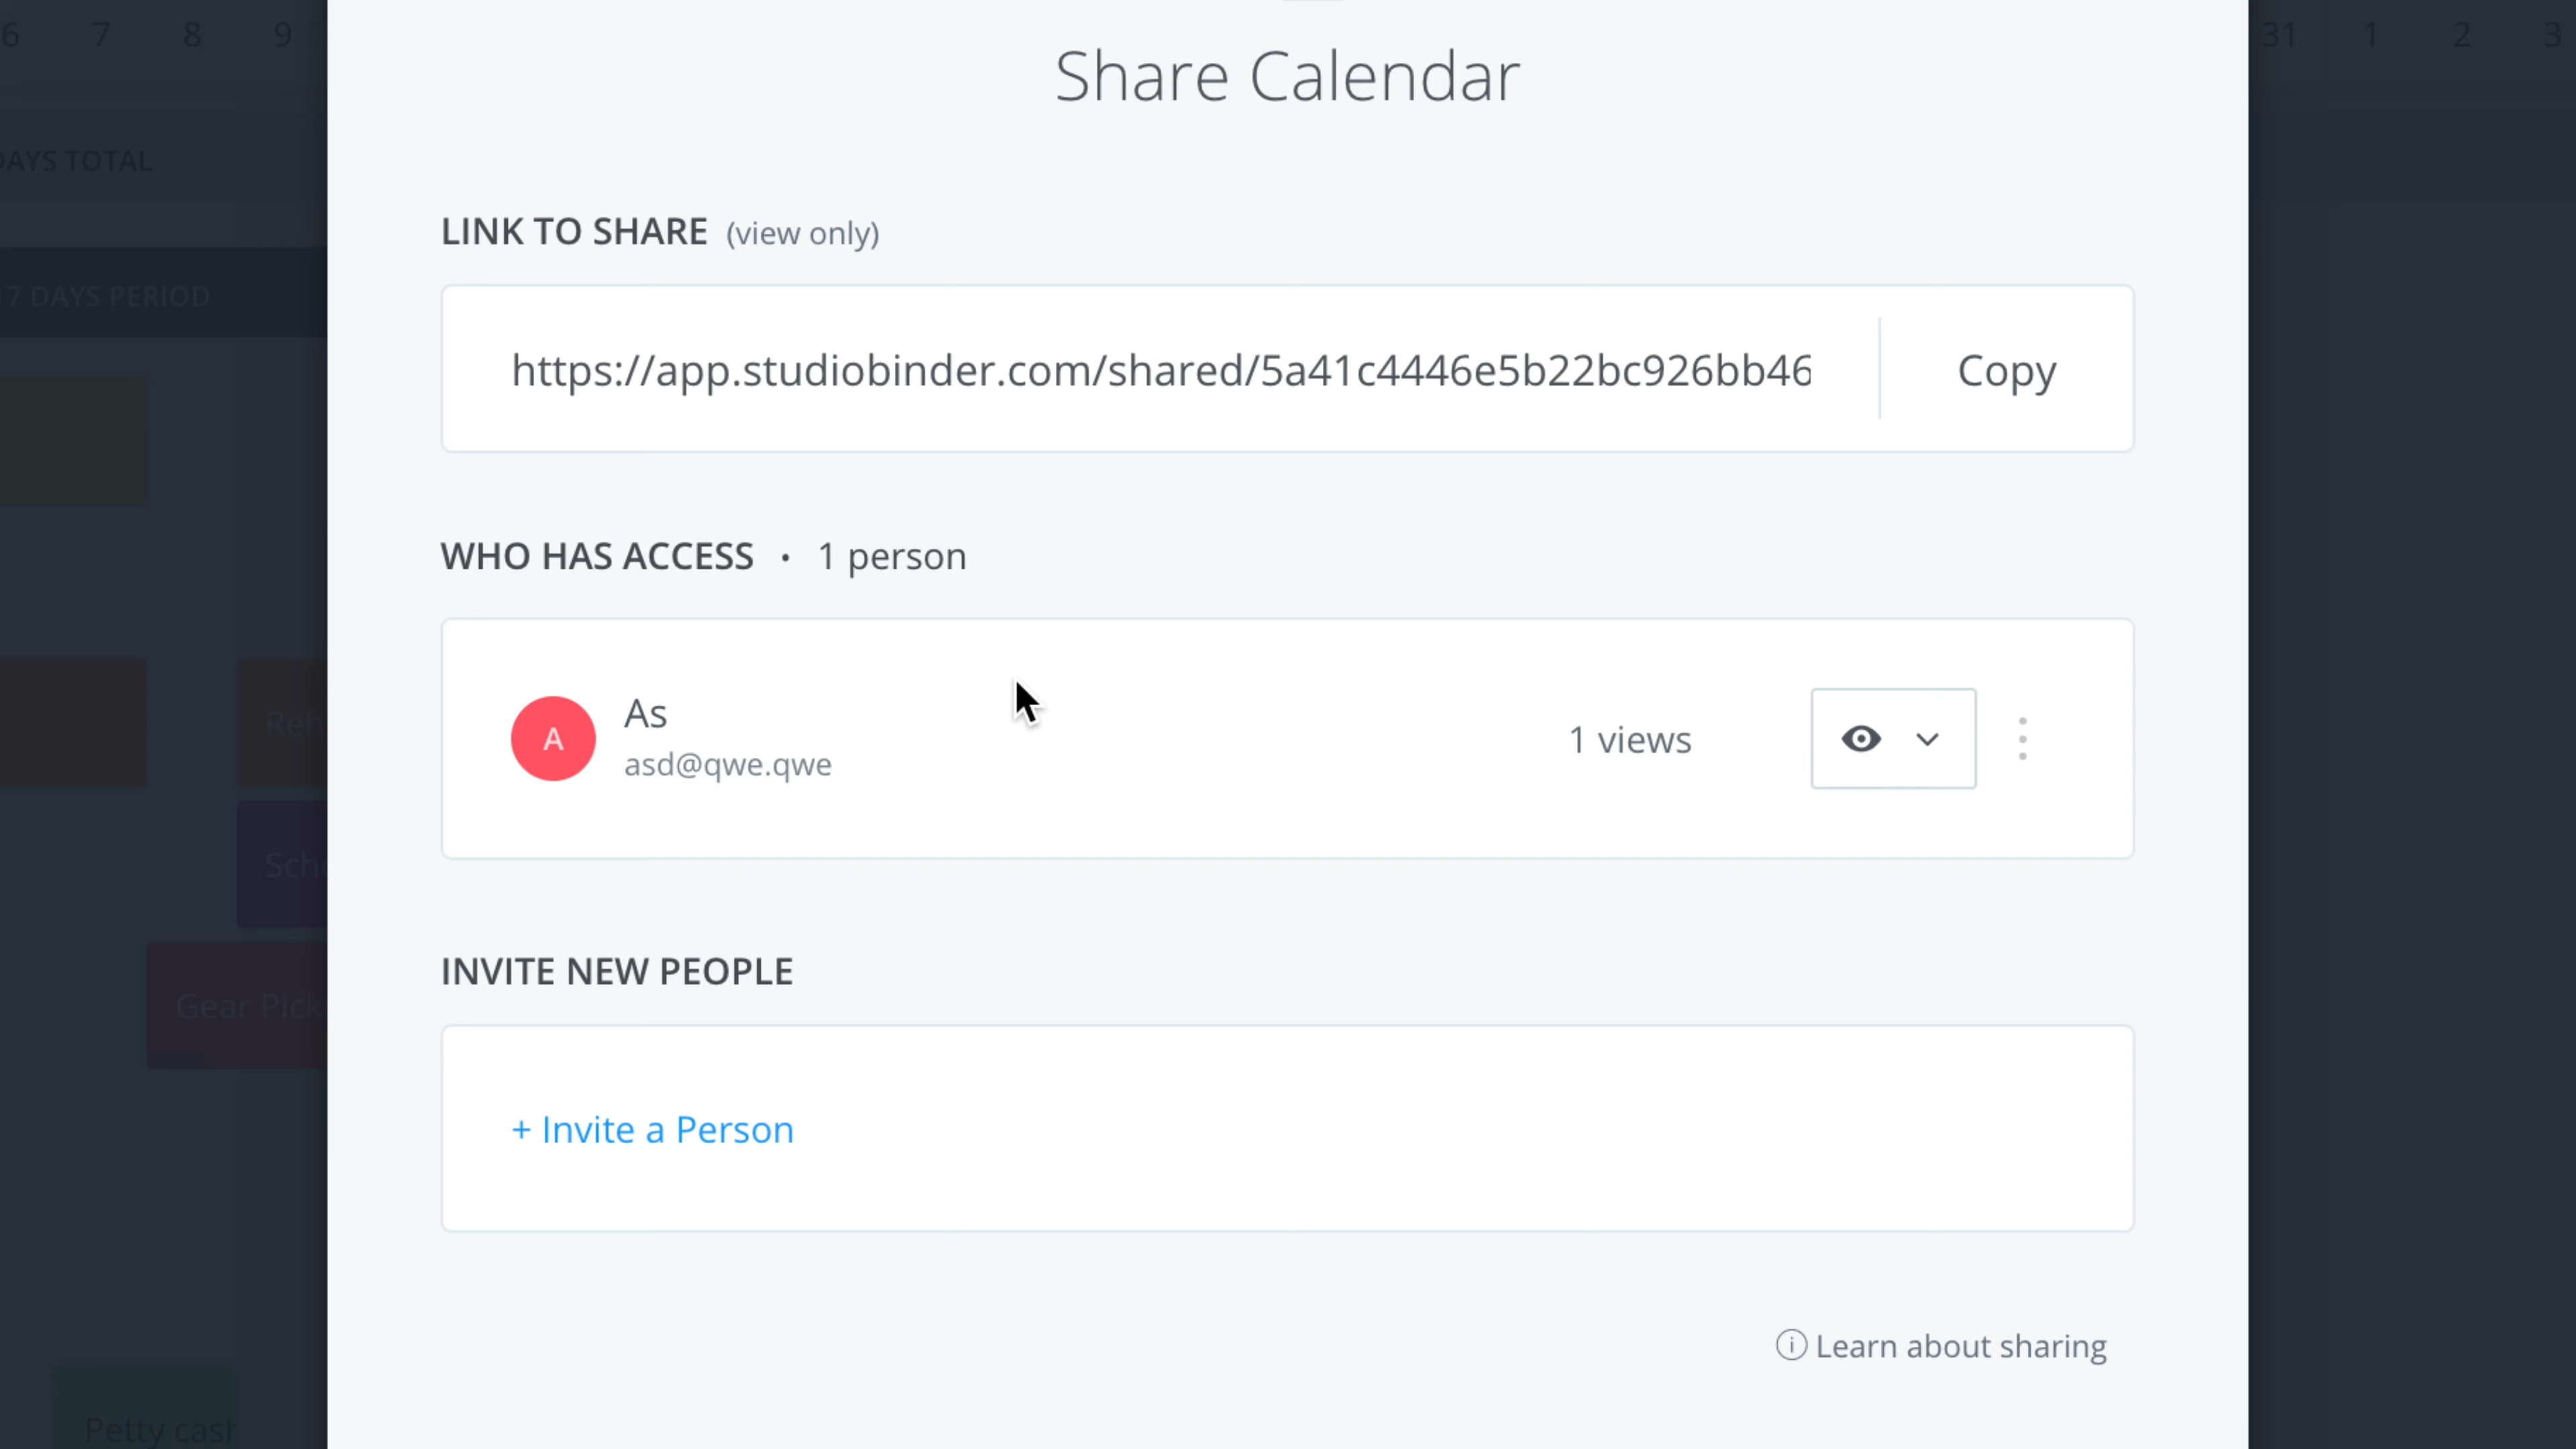 6 7 8 9
31 1 2 3
Share Calendar
DAYS TOTAL
LINK TO SHARE (view only)
17 DAYS PERIOD
https://app.studiobinder.com/shared/5a41c4446e5b22bc926bb46
Copy
WHO HAS ACCESS • 1 person
A
As
asd@qwe.qwe
1 views
INVITE NEW PEOPLE
Gear Pick
+ Invite a Person
ⓘ Learn about sharing
Petty cash